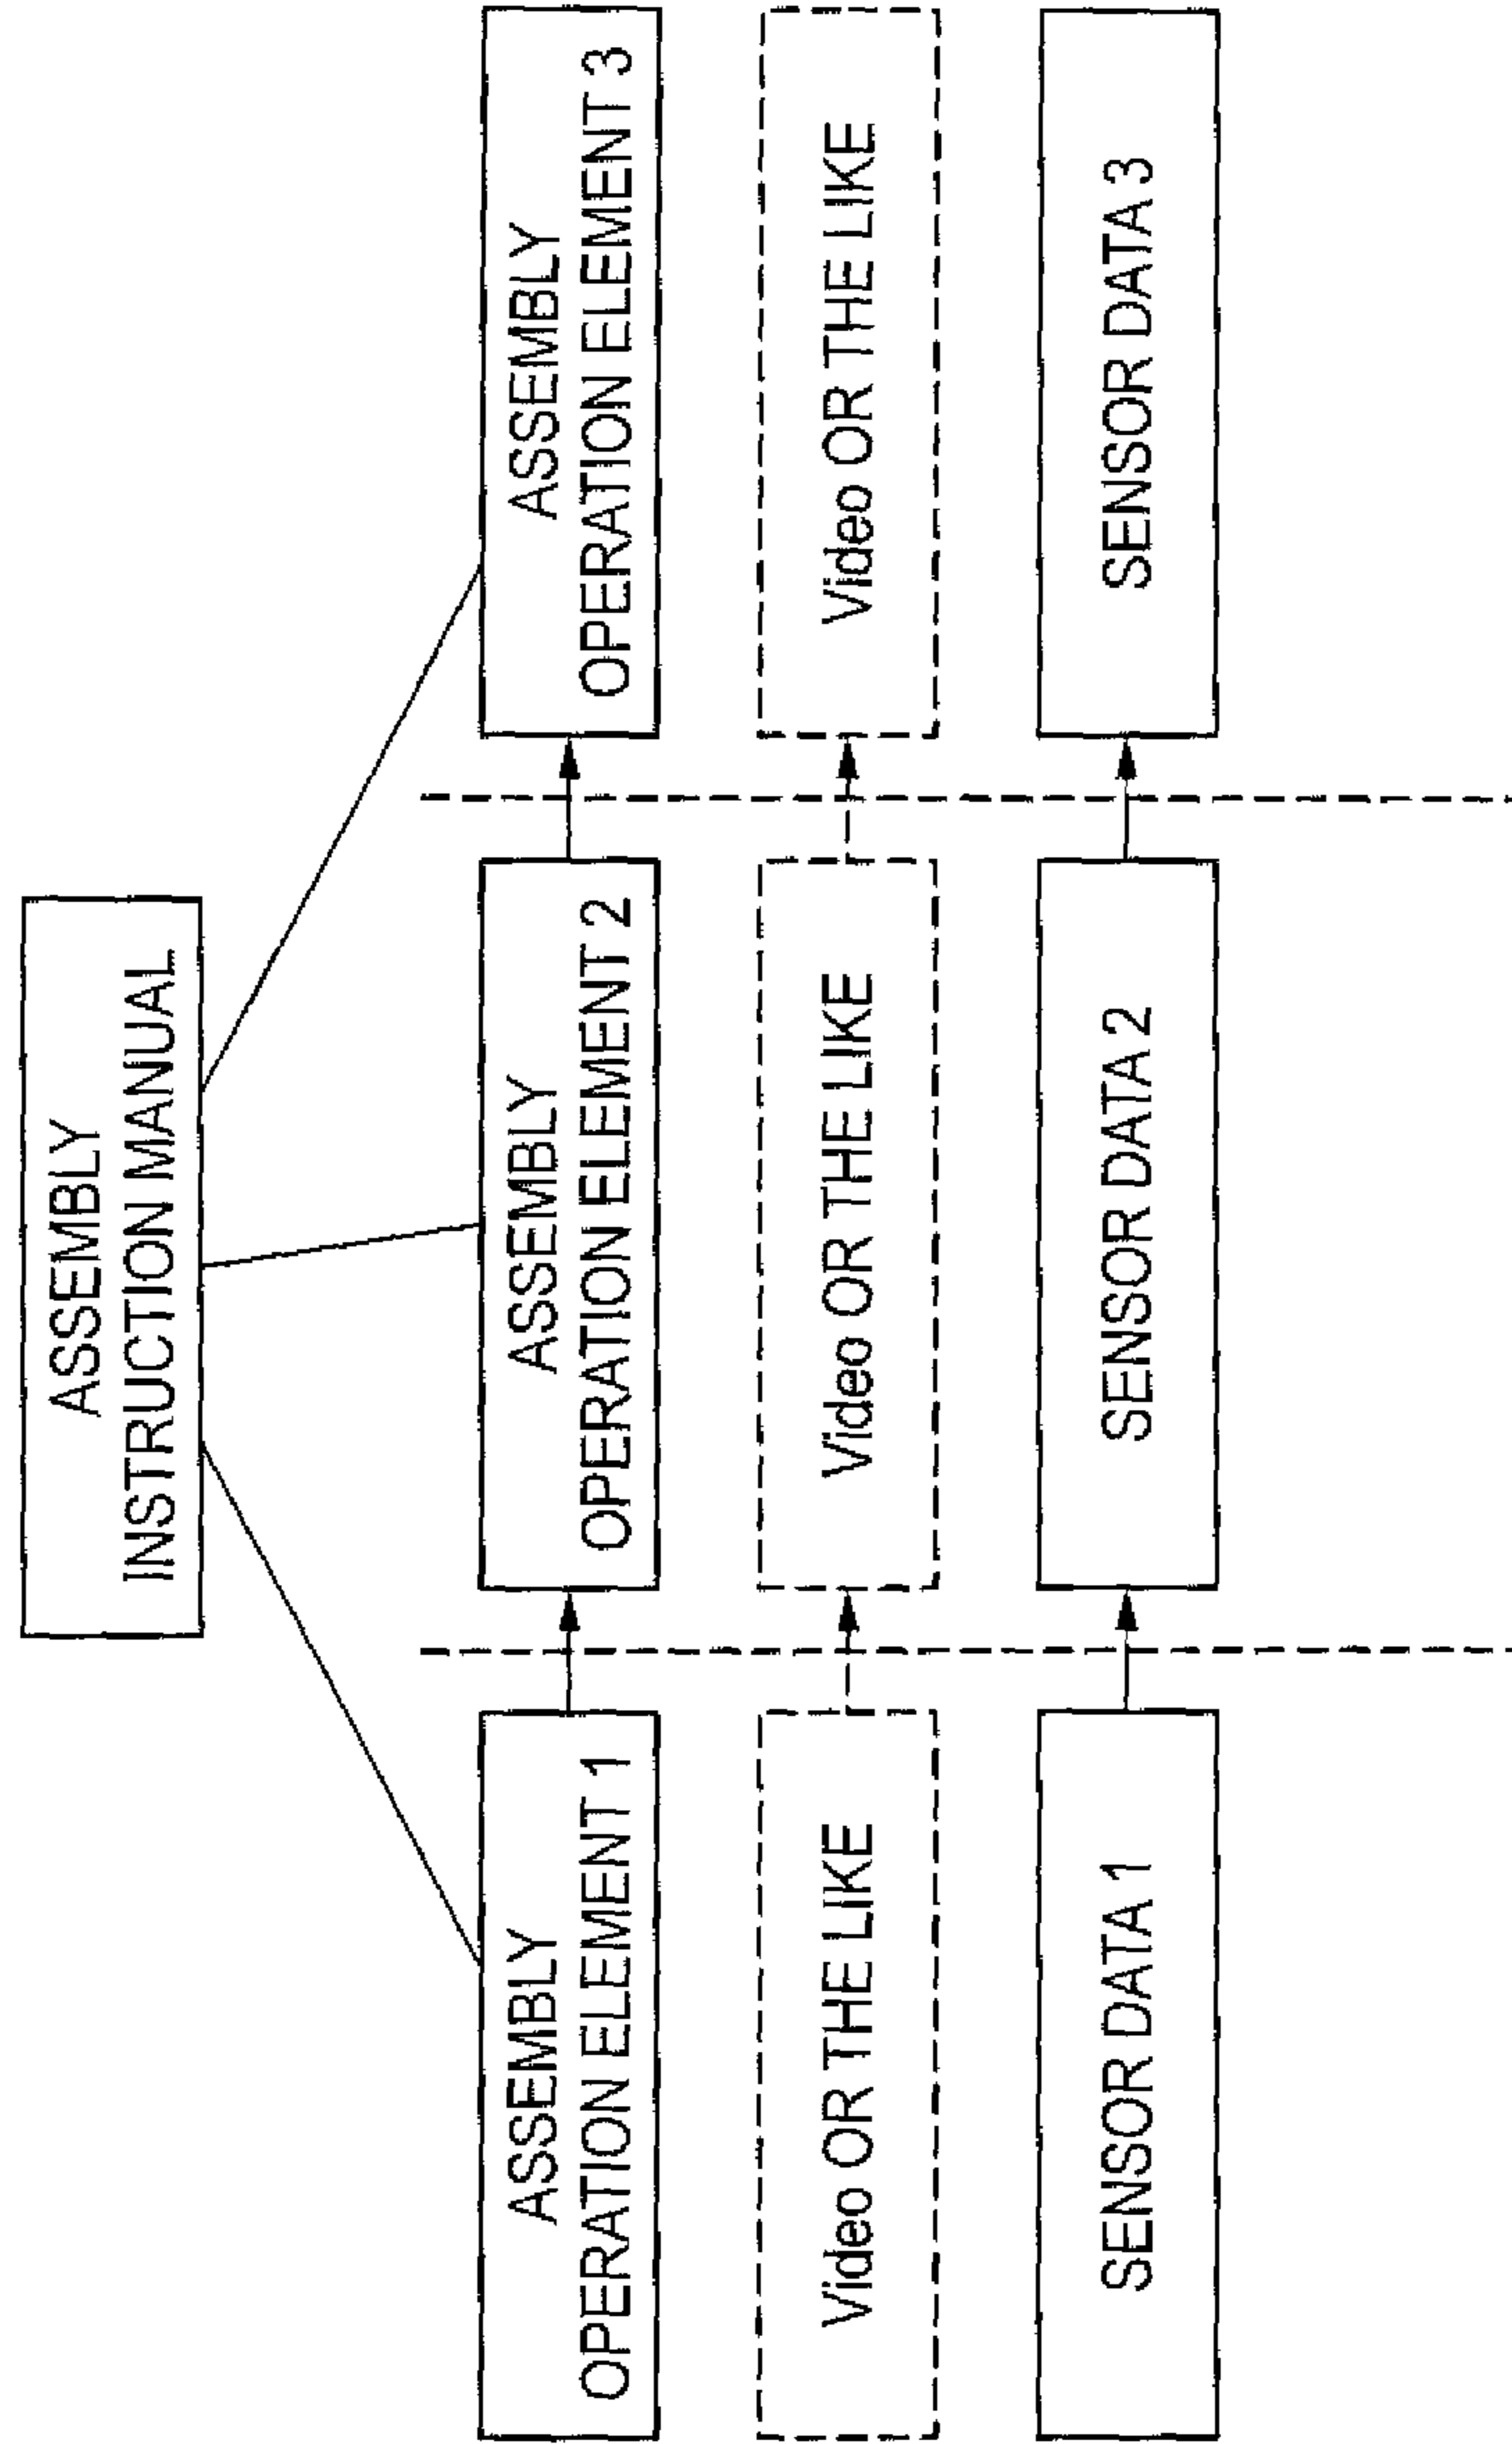 ASSEMBLY
INSTRUCTION MANUAL
ASSEMBLY
OPERATION ELEMENT 1
ASSEMBLY
OPERATION ELEMENT 2
ASSEMBLY
OPERATION ELEMENT 3
Video OR THE LIKE
Video OR THE LIKE
Video OR THE LIKE
SENSOR DATA 1
SENSOR DATA 2
SENSOR DATA 3